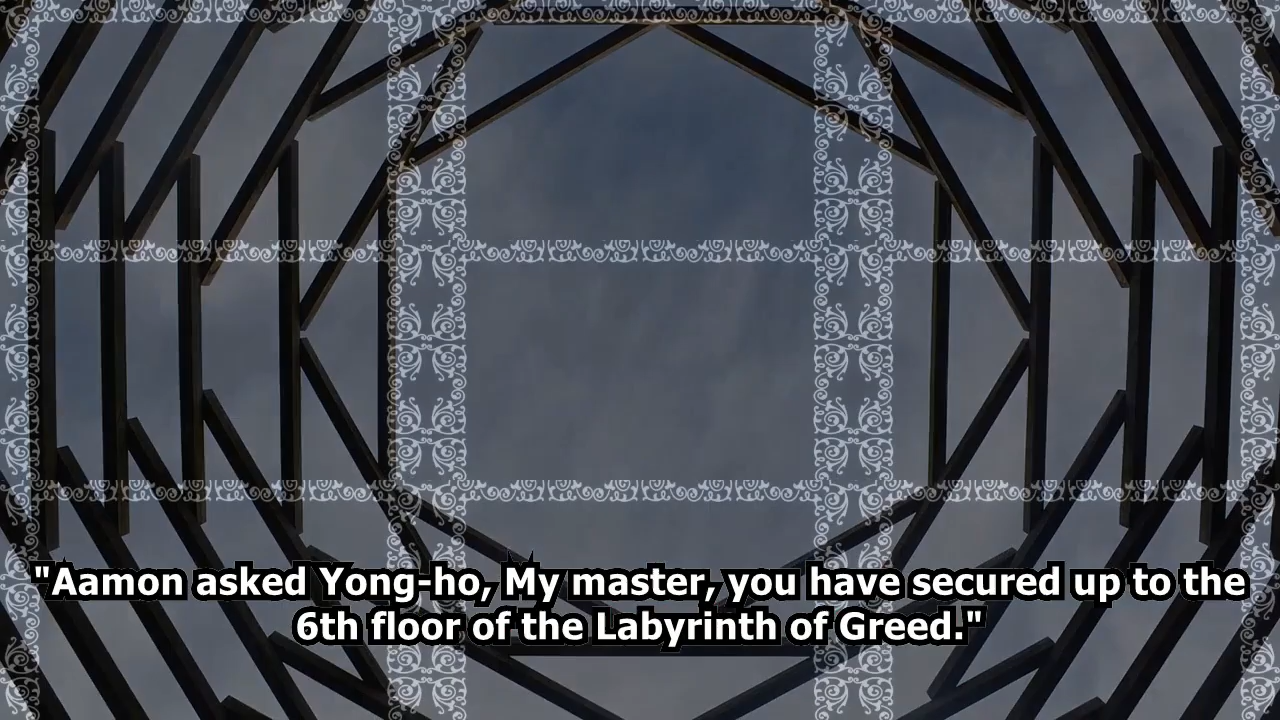 "Aamon asked Yong-ho, My master, you have secured up to the
6th floor of the Labyrinth of Greed."